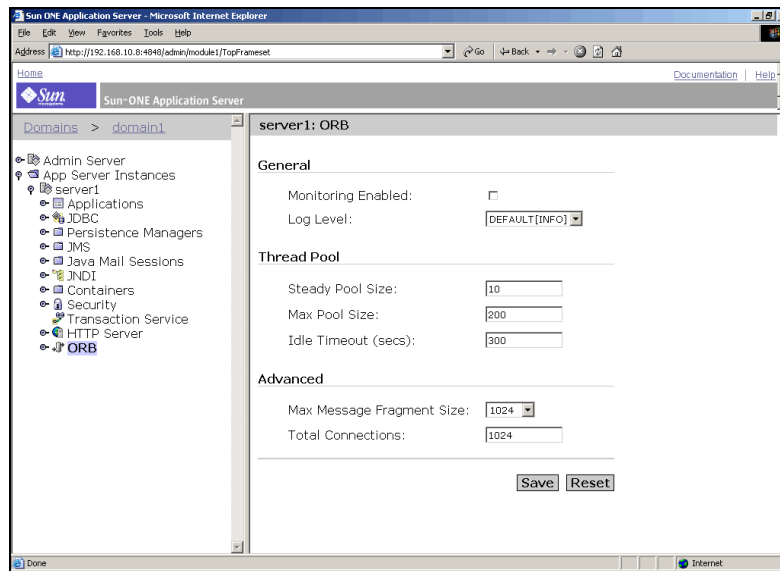 Sun ONE Application Server - Microsoft Internet Explorer
File Edit View Favorites Tools Help
Address http://192.168.10.8:4848/admin/module1/TopFrameset Go Back
Home Documentation | Help
Sun microsystems Sun ONE Application Server
Domains > domain1
Admin Server
App Server Instances
server1
Applications
JDBC
Persistence Managers
JMS
Java Mail Sessions
JNDI
Containers
Security
Transaction Service
HTTP Server
ORB
server1: ORB
General
Monitoring Enabled:
Log Level: DEFAULT[INFO]
Thread Pool
Steady Pool Size: 10
Max Pool Size: 200
Idle Timeout (secs): 300
Advanced
Max Message Fragment Size: 1024
Total Connections: 1024
Save Reset
Done Internet